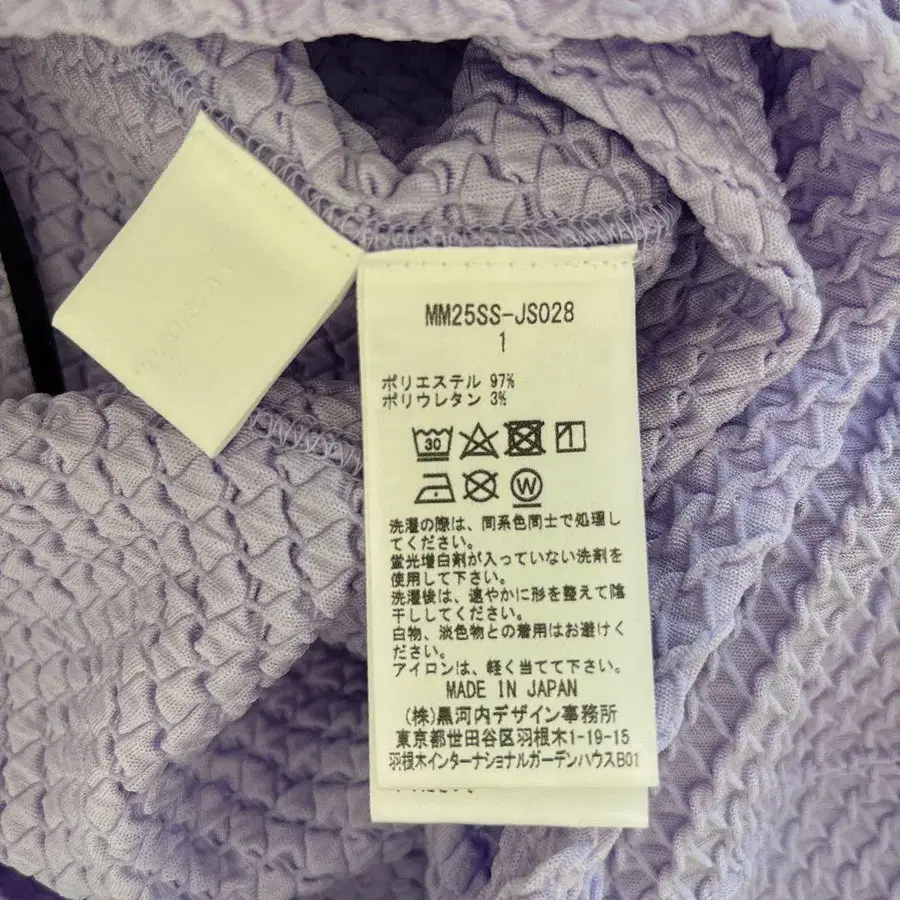 MM25SS-JS028
1
ポリエステル 97%
ポリウレタン 3%
30
W
洗濯の際は、同系色同士で処理し
てください。
蛍光増白剤が入っていない洗剤を
使用して下さい。
洗濯後は、速やかに形を整えて陰
干ししてください。
白物、淡色物との着用はお避けく
ださい。
アイロンは、軽く当てて下さい。
MADE IN JAPAN
(株)黒河内デザイン事務所
東京都世田谷区羽根木1-19-15
羽根木インターナショナルガーデンハウスB01